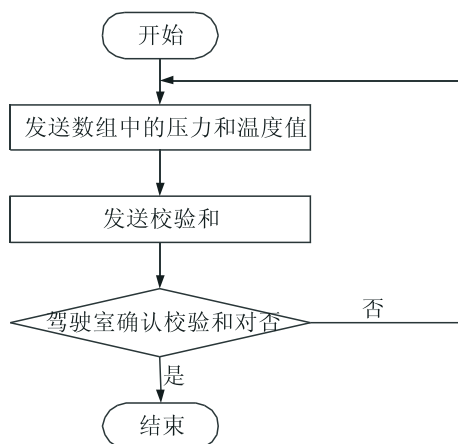 开始
发送数组中的压力和温度值
发送校验和
驾驶室确认校验和对否
否
是
结束